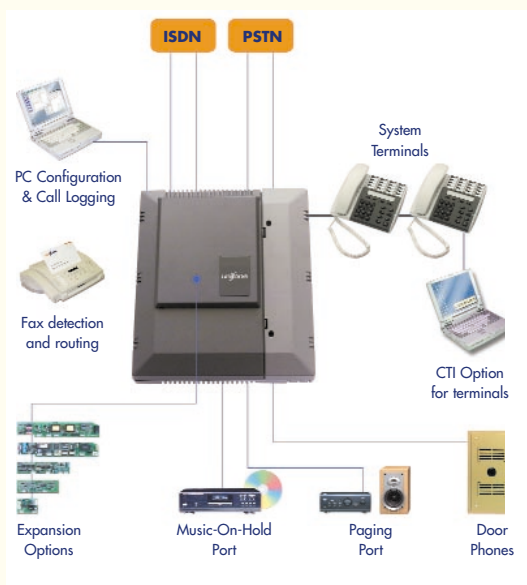 ISDN
PSTN
System
Terminals
PC Configuration
& Call Logging
Fax detection
and routing
CTI Option
for terminals
Expansion
Options
Music-On-Hold
Port
Paging
Port
Door
Phones